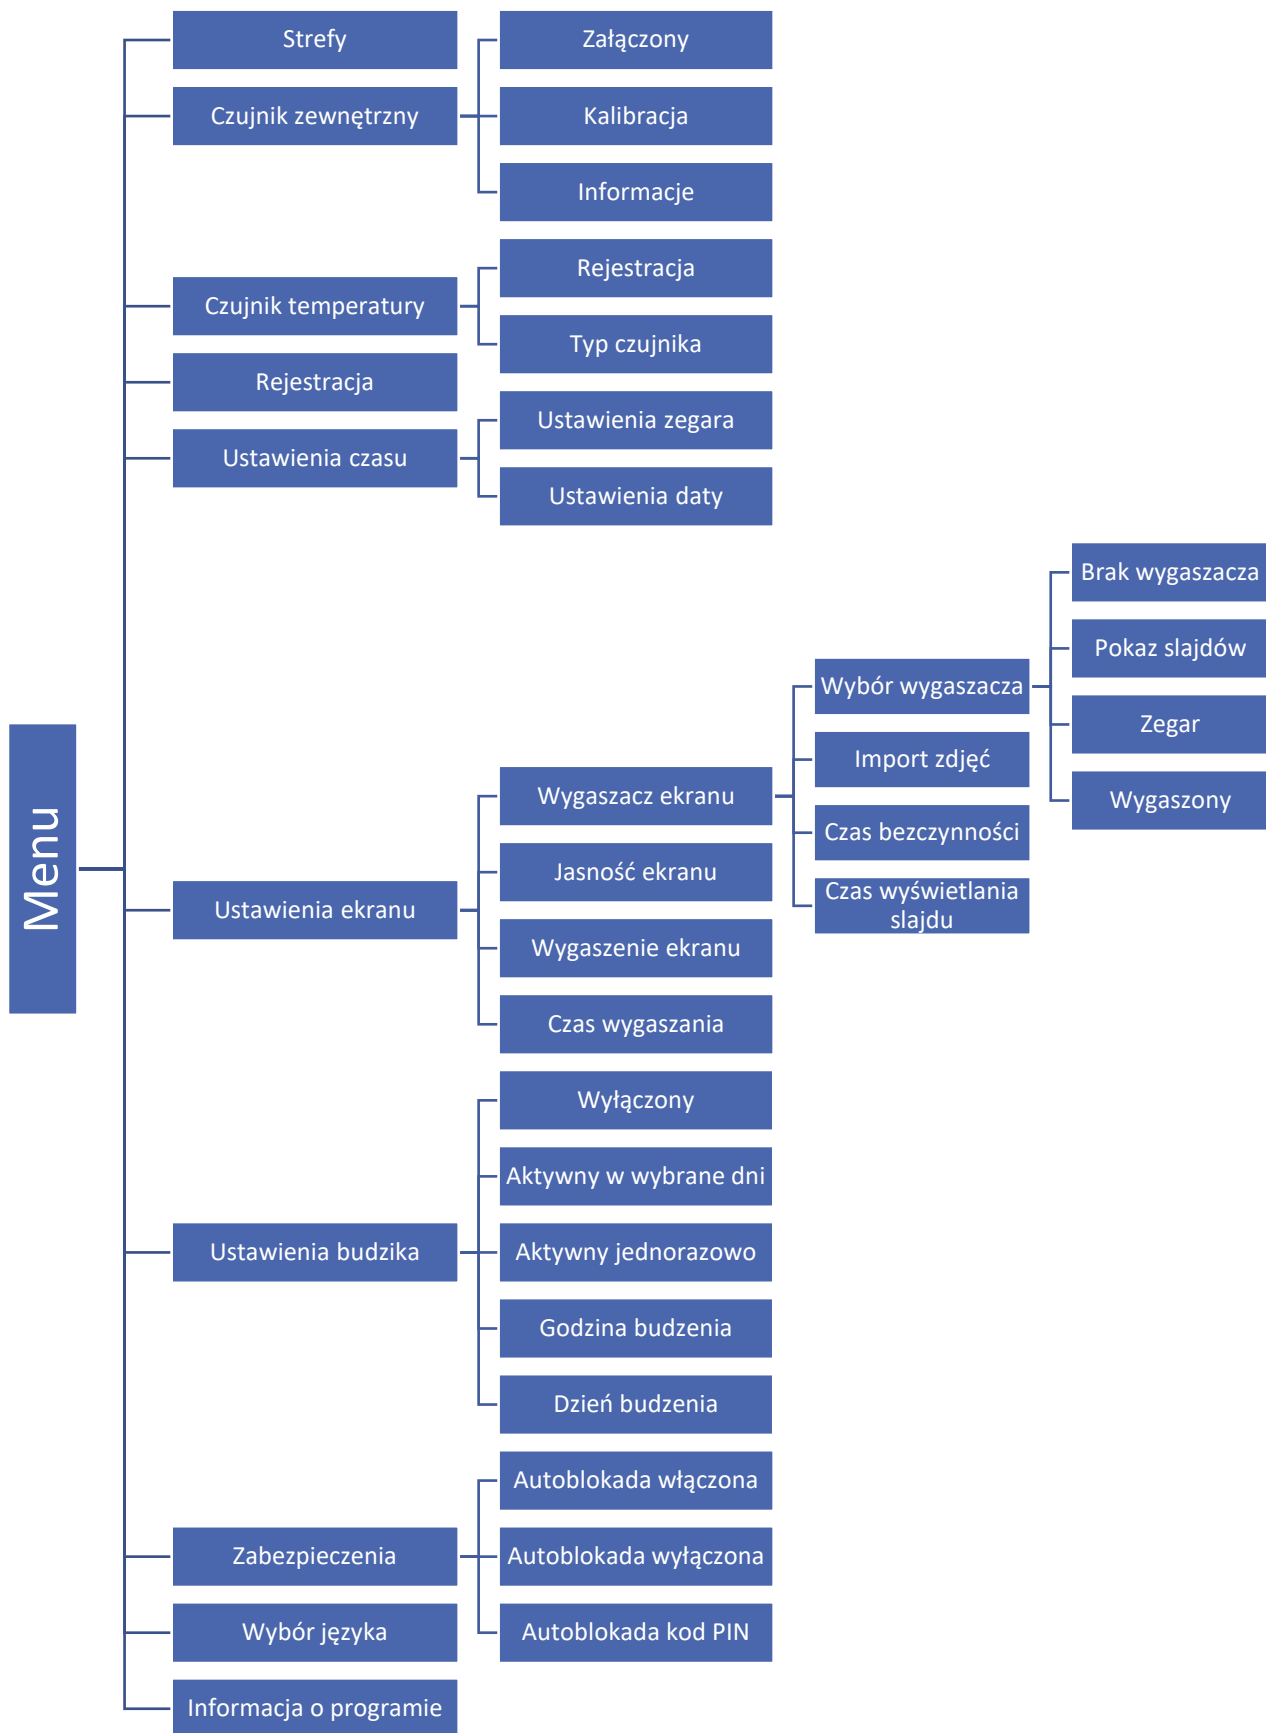 Menu
Strefy
Czujnik zewnętrzny
Załączony
Kalibracja
Informacje
Czujnik temperatury
Rejestracja
Typ czujnika
Rejestracja
Ustawienia czasu
Ustawienia zegara
Ustawienia daty
Ustawienia ekranu
Wygaszacz ekranu
Wybór wygaszacza
Brak wygaszacza
Pokaz slajdów
Zegar
Wygaszony
Import zdjęć
Czas bezczynności
Czas wyświetlania
slajdu
Jasność ekranu
Wygaszenie ekranu
Czas wygaszania
Ustawienia budzika
Wyłączony
Aktywny w wybrane dni
Aktywny jednorazowo
Godzina budzenia
Dzień budzenia
Zabezpieczenia
Autoblokada włączona
Autoblokada wyłączona
Autoblokada kod PIN
Wybór języka
Informacja o programie